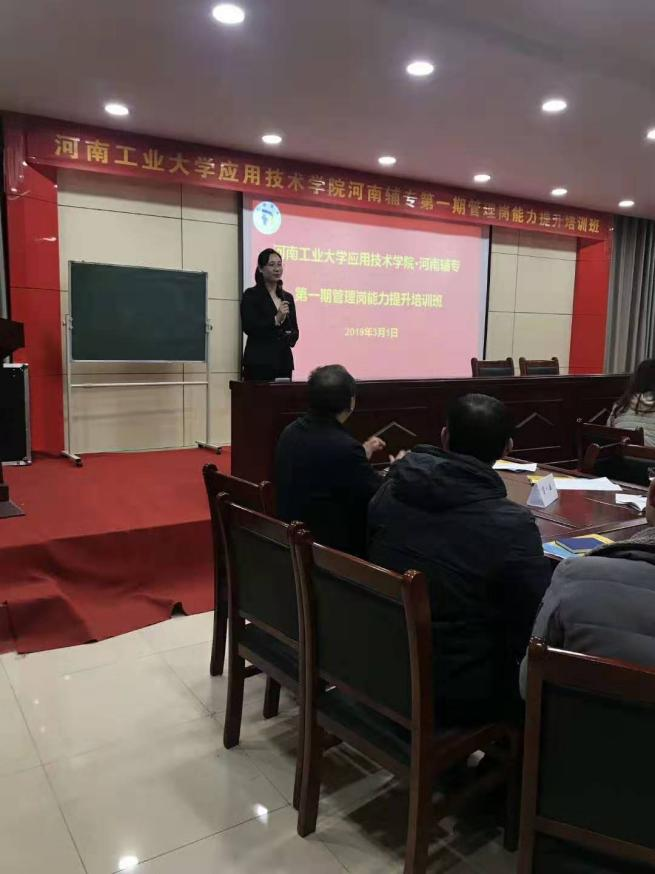 河南工业大学应用技术学院河南辅专第一期管理岗能力提升培训班
河南工业大学应用技术学院·河南辅专
第一期管理岗能力提升培训班
2019年3月1日